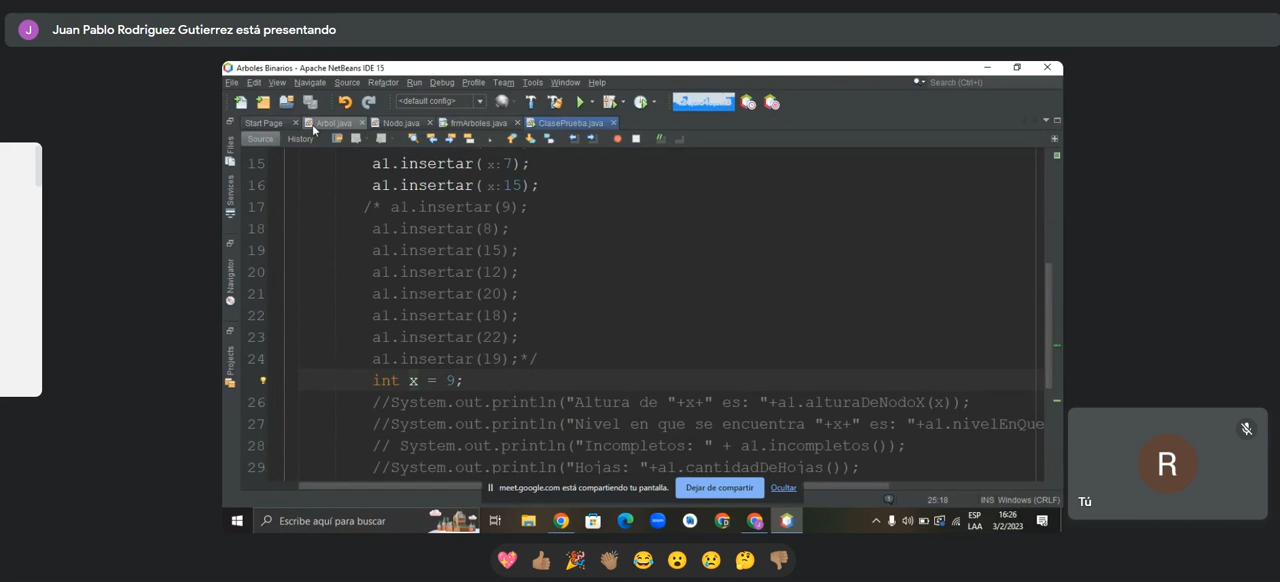 J Juan Pablo Rodriguez Gutierrez está presentando
Arboles Binarios - Apache NetBeans IDE 15
File Edit View Navigate Source Refactor Run Debug Profile Team Tools Window Help Search (Ctrl+I)
<default config>
Start Page Arbol.java Nodo.java frmArboles.java ClasePrueba.java
Source History
Files
Services
Navigator
Projects
15 a1.insertar( x:7);
16 a1.insertar( x:15);
17 /* a1.insertar(9);
18 a1.insertar(8);
19 a1.insertar(15);
20 a1.insertar(12);
21 a1.insertar(20);
22 a1.insertar(18);
23 a1.insertar(22);
24 a1.insertar(19);*/
int x = 9;
26 //System.out.println("Altura de "+x+" es: "+a1.alturaDeNodoX(x));
27 //System.out.println("Nivel en que se encuentra "+x+" es: "+a1.nivelEnQue
28 // System.out.println("Incompletos: " + a1.incompletos());
29 //System.out.println("Hojas: "+a1.cantidadDeHojas());
meet.google.com está compartiendo tu pantalla. Dejar de compartir Ocultar
25:18 INS Windows (CRLF)
Escribe aquí para buscar
zoom
ESP
LAA
16:26
3/2/2023
R
Tú